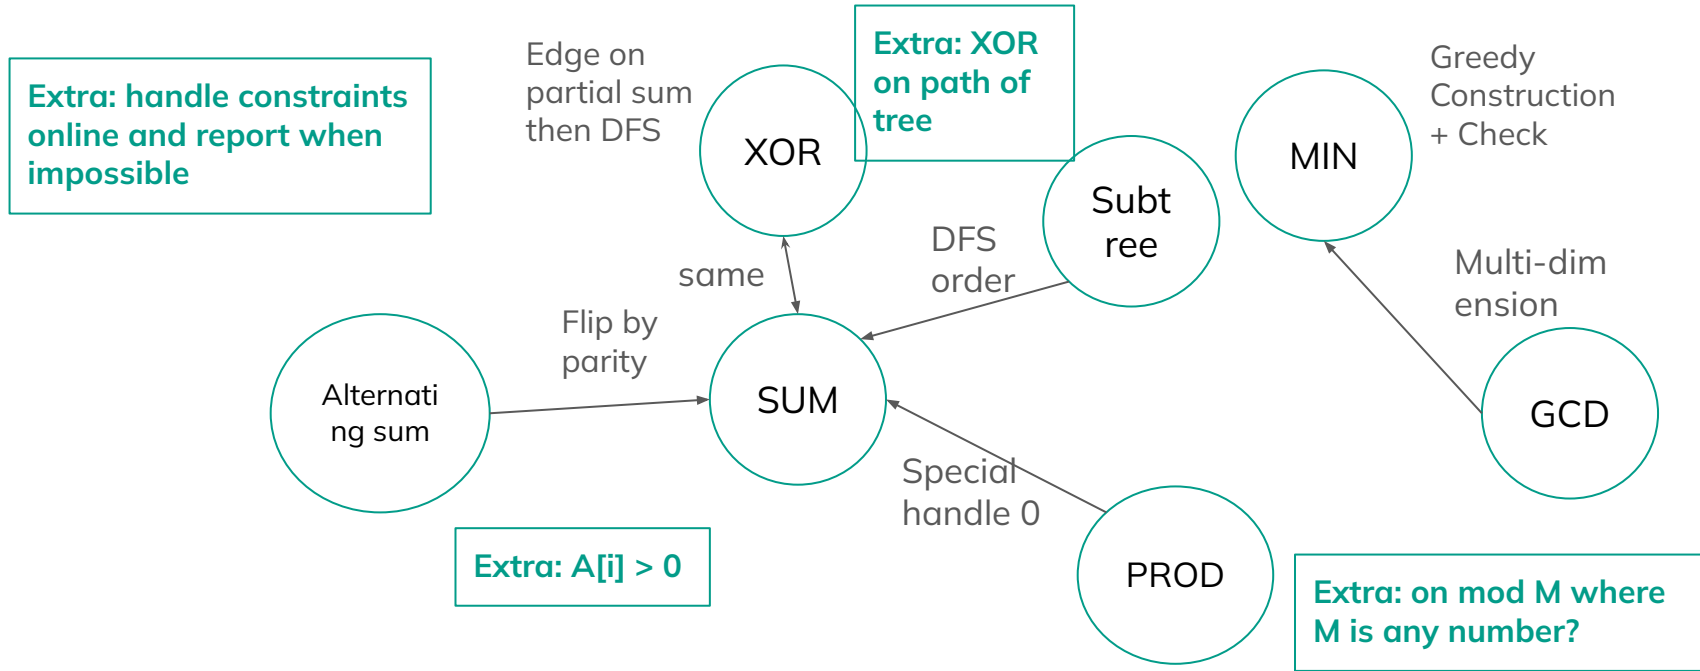 Extra: handle constraints
online and report when
impossible
Edge on
partial sum
then DFS
XOR
Extra: XOR
on path of
tree
Subt
ree
MIN
Greedy
Construction
+ Check
same
DFS
order
Multi-dim
ension
Flip by
parity
Alternati
ng sum
SUM
GCD
Special
handle 0
PROD
Extra: A[i] > 0
Extra: on mod M where
M is any number?